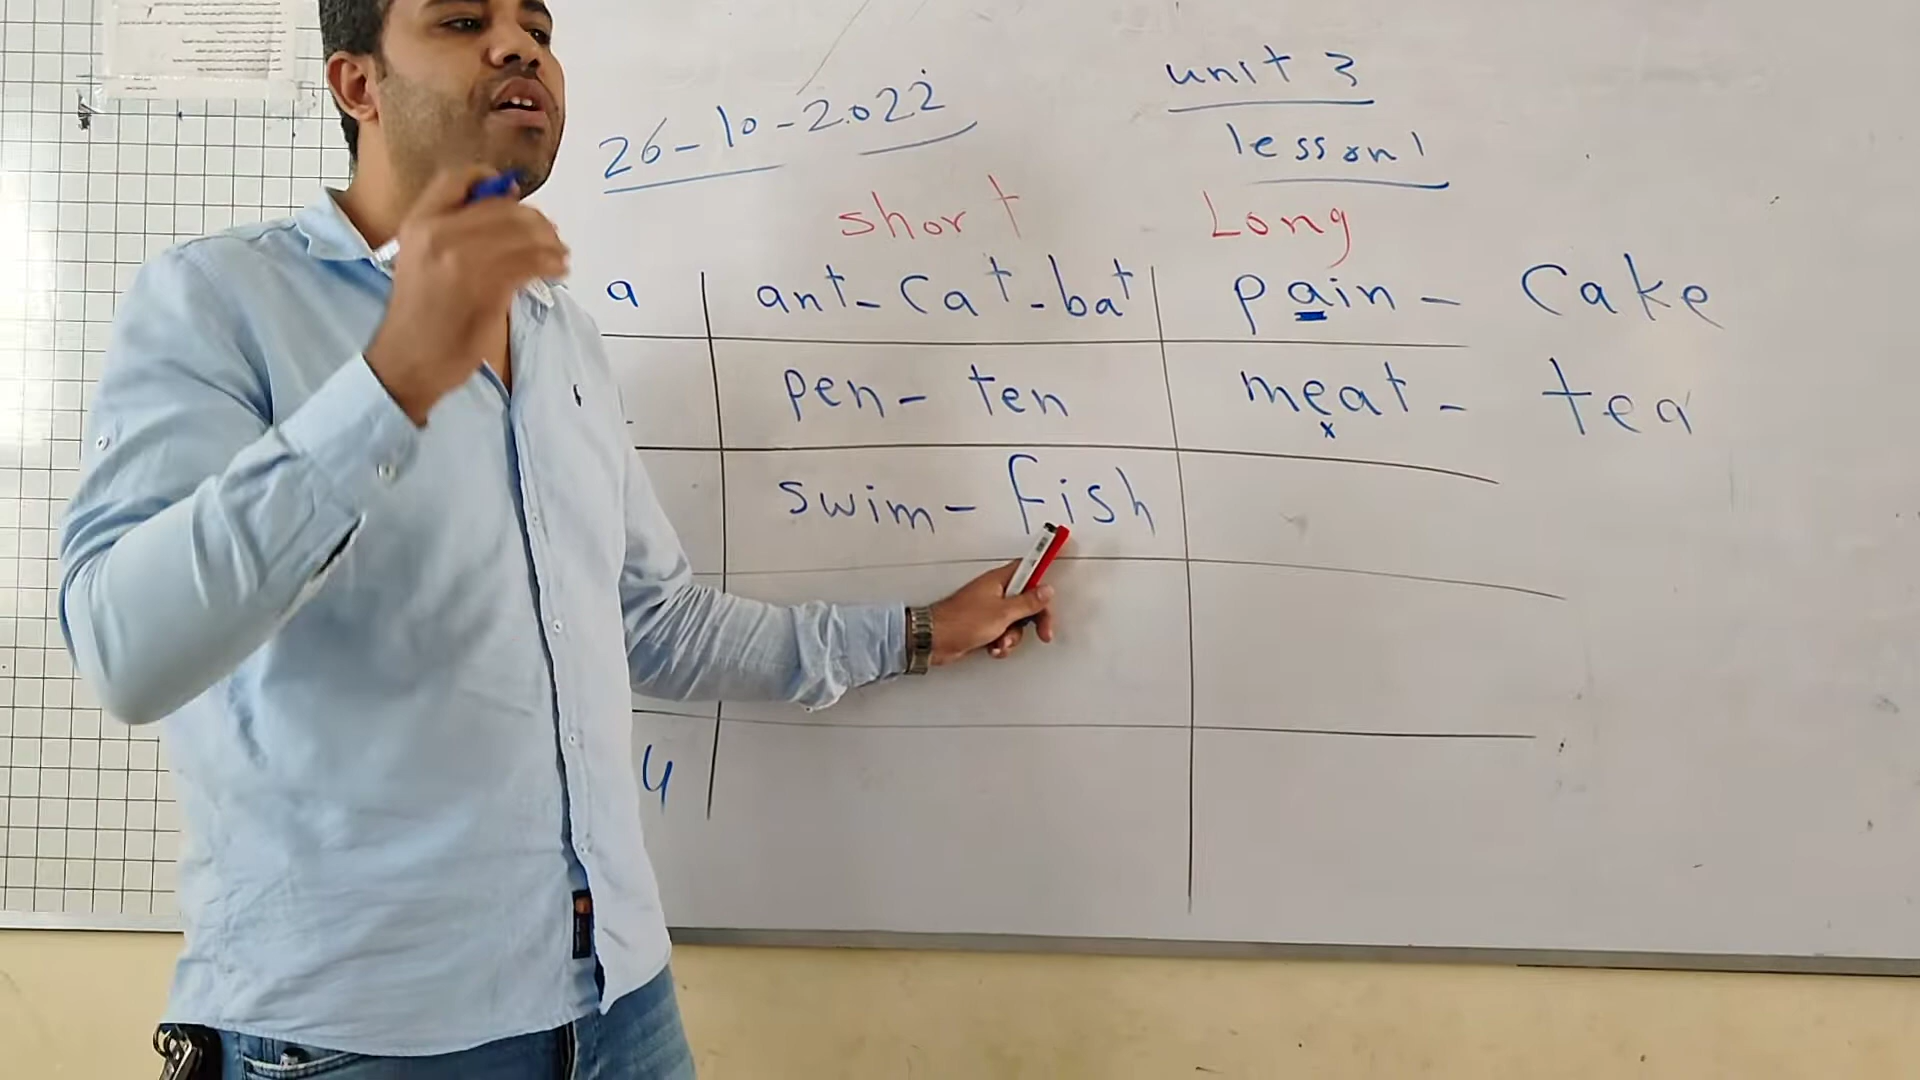 26-10-2022
unit 3
lesson 1
short Long
a ant-cat-bat pain- Cake
pen- ten meat- tea
x
swim- fish
u